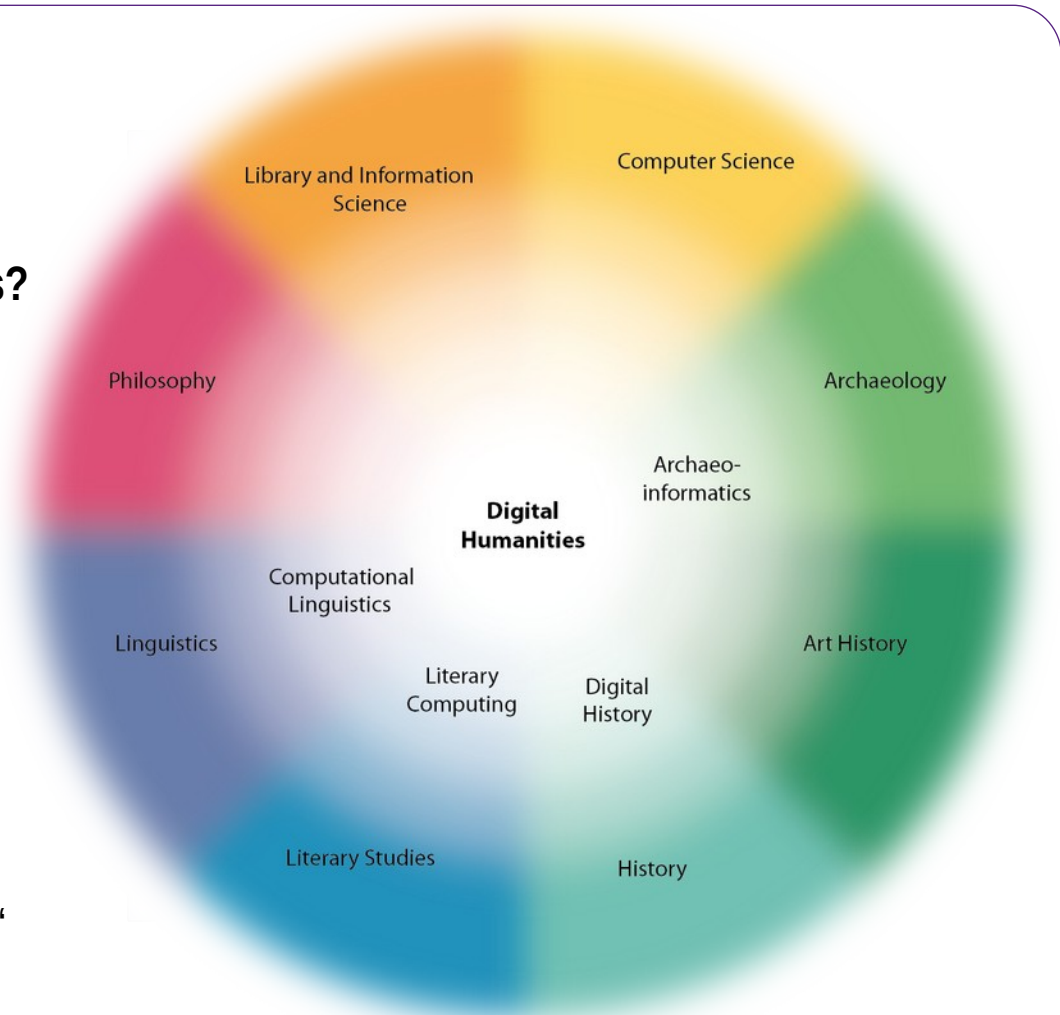 Library and Information
Science
Computer Science
s?
Philosophy
Archaeology
Archaeo-
informatics
Digital
Humanities
Computational
Linguistics
Linguistics
Art History
Literary
Computing
Digital
History
Literary Studies
History
“